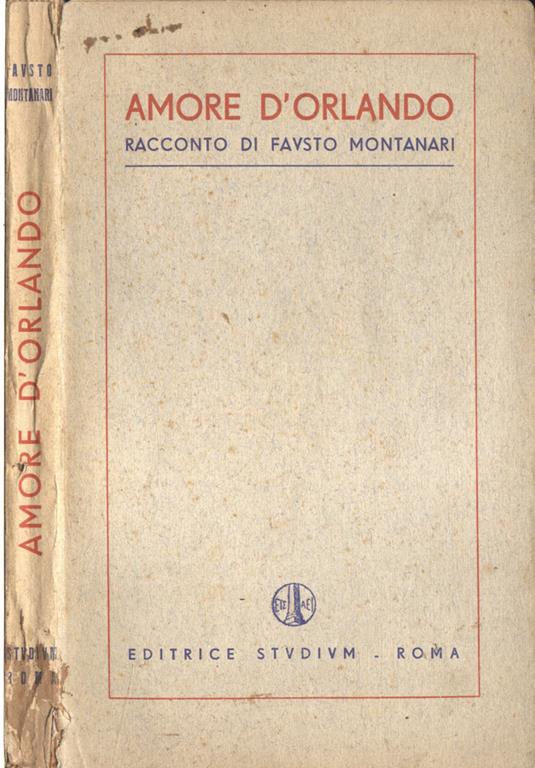 FAVSTO
MONTANARI
AMORE D'ORLANDO
STVDIVM
ROMA
AMORE D'ORLANDO
RACCONTO DI FAVSTO MONTANARI
EDITRICE STVDIVM - ROMA